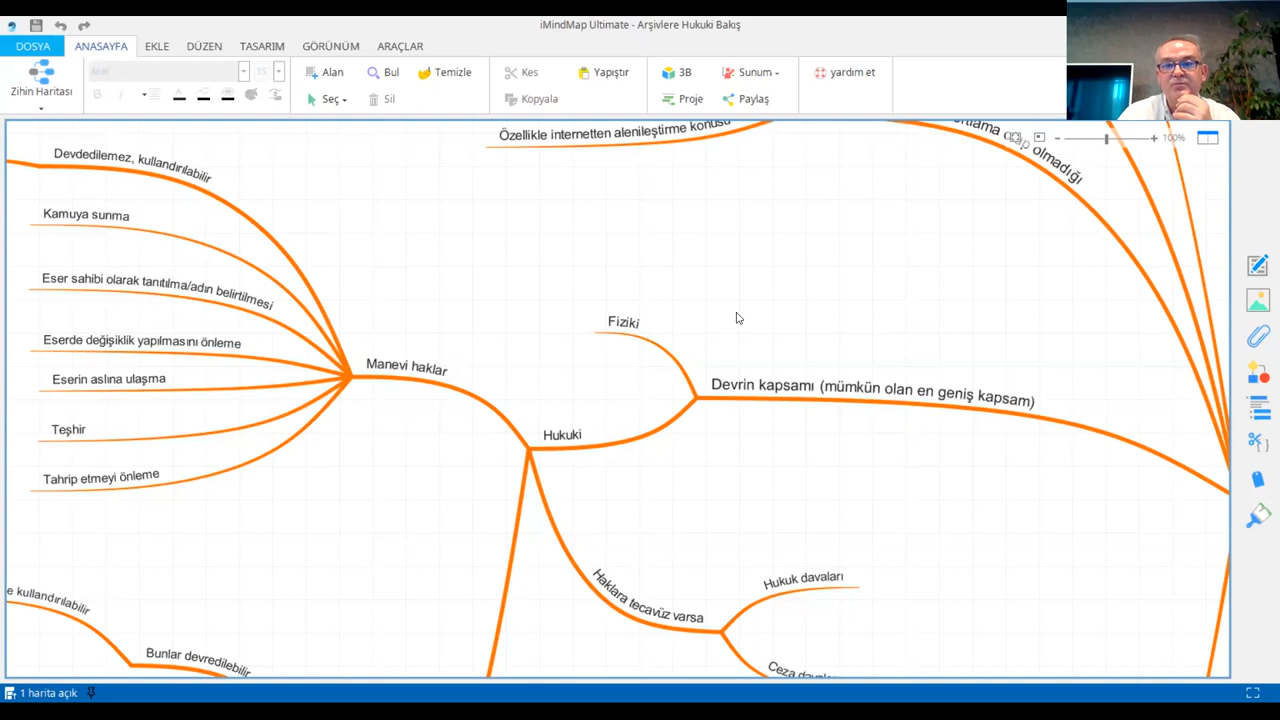 iMindMap Ultimate - Arşivlere Hukuki Bakış
DOSYA ANASAYFA EKLE DÜZEN TASARIM GÖRÜNÜM ARAÇLAR
Zihin Haritası
Arial 15
Alan Bul Temizle
Seç Sil
Kes Yapıştır
Kopyala
3B Sunum
Proje Paylaş
yardım et
100%
Özellikle internetten alenileştirme konusu
olmadığı
Devdedilemez, kullandırılabilir
Kamuya sunma
Eser sahibi olarak tanıtılma/adın belirtilmesi
Eserde değişiklik yapılmasını önleme
Eserin aslına ulaşma
Teşhir
Tahrip etmeyi önleme
Manevi haklar
Fiziki
Hukuki
Devrin kapsamı (mümkün olan en geniş kapsam)
Haklara tecavüz varsa
Hukuk davaları
Ceza
e kullandırılabilir
Bunlar devredilebilir
1 harita açık